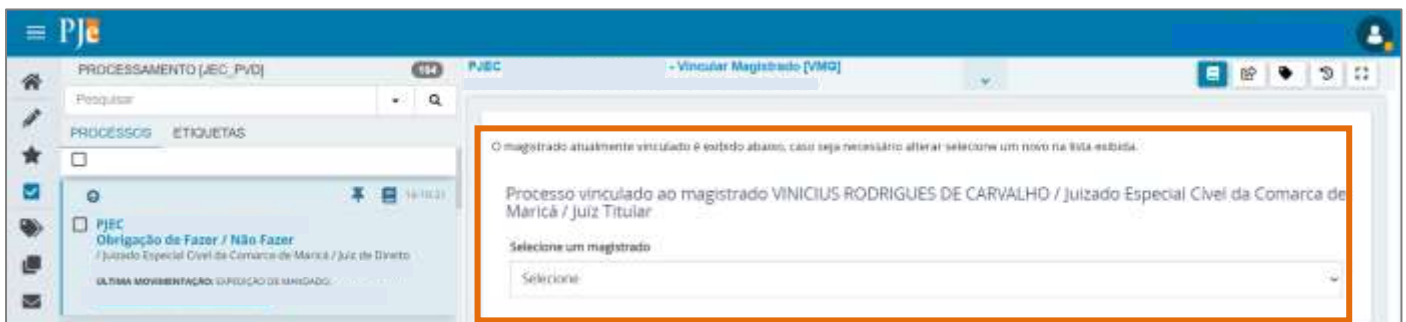 PJe
PROCESSAMENTO [JEC_PVD]
Pesquisar
PROCESSOS ETIQUETAS
PJEC
Obrigação de Fazer / Não Fazer
/ Juizado Especial Cível da Comarca de Maricá / Juiz de Direito
ULTIMA MOVIMENTAÇÃO: EXPEDIÇÃO DE MANDADO.
PJEC - Vincular Magistrado [VMG]
O magistrado atualmente vinculado é exibido abaixo, caso seja necessário alterar selecione um novo na lista exibida.
Processo vinculado ao magistrado VINICIUS RODRIGUES DE CARVALHO / Juizado Especial Cível da Comarca de
Maricá / Juiz Titular
Selecione um magistrado
Selecione